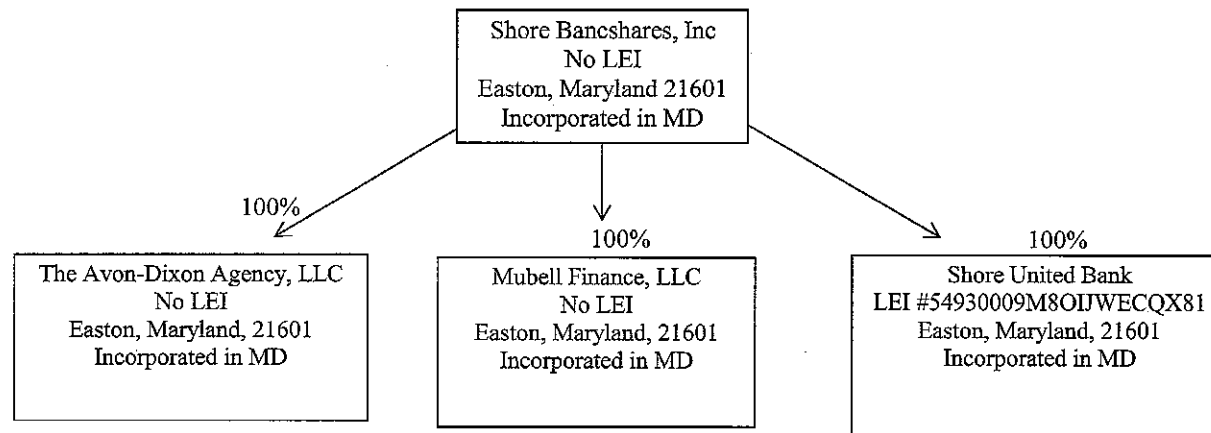 Shore Bancshares, Inc
No LEI
Easton, Maryland 21601
Incorporated in MD
100%
The Avon-Dixon Agency, LLC
No LEI
Easton, Maryland, 21601
Incorporated in MD
100%
Mubell Finance, LLC
No LEI
Easton, Maryland, 21601
Incorporated in MD
100%
Shore United Bank
LEI #54930009M8OIJWECQX81
Easton, Maryland, 21601
Incorporated in MD